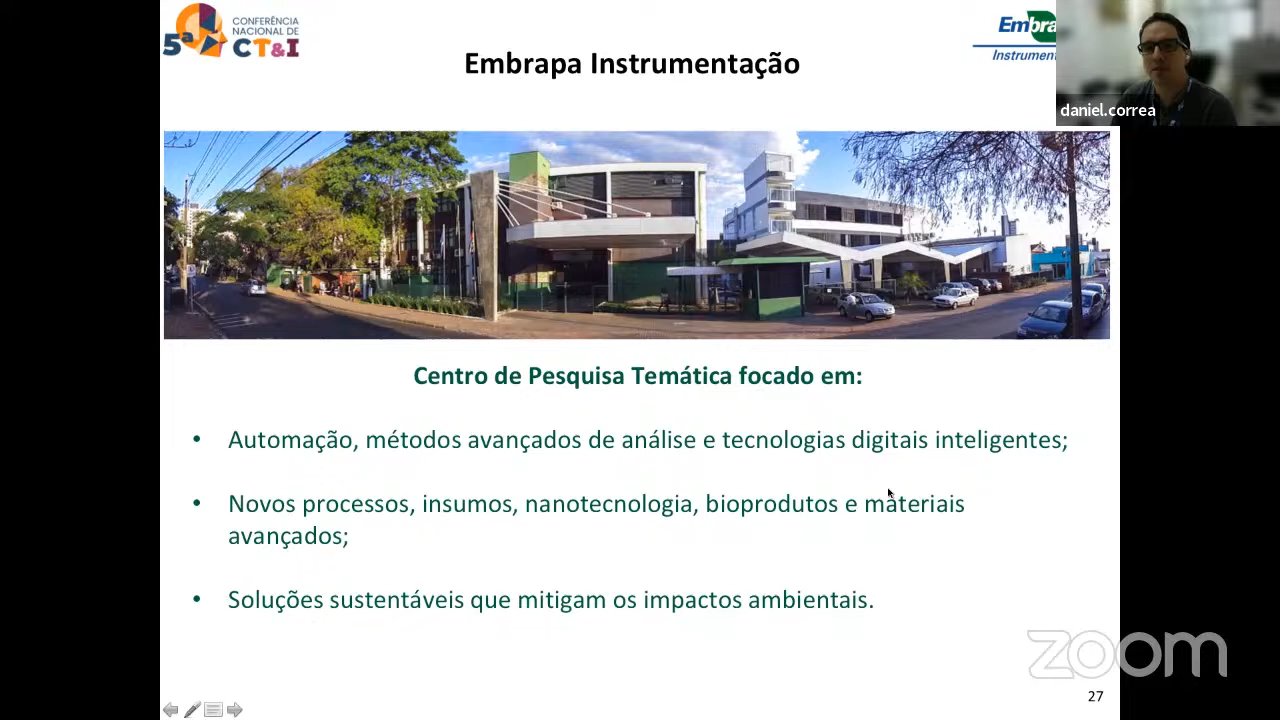 5ª CONFERÊNCIA
NACIONAL DE
CT&I
Embrapa Instrumentação
daniel.correa
Centro de Pesquisa Temática focado em:
• Automação, métodos avançados de análise e tecnologias digitais inteligentes;
• Novos processos, insumos, nanotecnologia, bioprodutos e materiais
avançados;
• Soluções sustentáveis que mitigam os impactos ambientais.
zoom
27